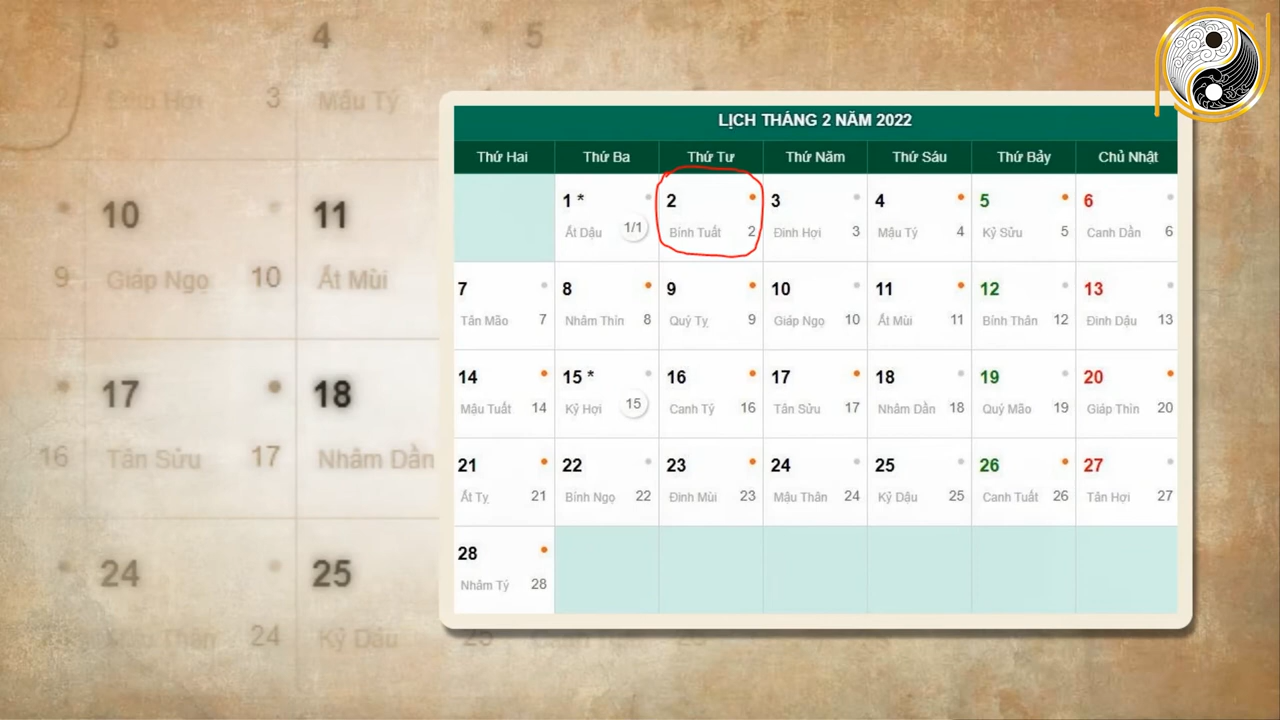 LỊCH THÁNG 2 NĂM 2022
Thứ Hai Thứ Ba Thứ Tư Thứ Năm Thứ Sáu Thứ Bảy Chủ Nhật
1 * 2 3 4 5 6
Ất Dậu 1/1 Bính Tuất 2 Đinh Hợi 3 Mậu Tý 4 Kỷ Sửu 5 Canh Dần 6
7 8 9 10 11 12 13
Tân Mão 7 Nhâm Thìn 8 Quý Tỵ 9 Giáp Ngọ 10 Ất Mùi 11 Bính Thân 12 Đinh Dậu 13
14 15 * 16 17 18 19 20
Mậu Tuất 14 Kỷ Hợi 15 Canh Tý 16 Tân Sửu 17 Nhâm Dần 18 Quý Mão 19 Giáp Thìn 20
21 22 23 24 25 26 27
Ất Tỵ 21 Bính Ngọ 22 Đinh Mùi 23 Mậu Thân 24 Kỷ Dậu 25 Canh Tuất 26 Tân Hợi 27
28
Nhâm Tý 28
3 4 5
2 Đinh Hợi 3 Mậu Tý
10 11
9 Giáp Ngọ 10 Ất Mùi
17 18
16 Tân Sửu 17 Nhâm Dần
24 25
Mậu Thân 24 Kỷ Dậu 25